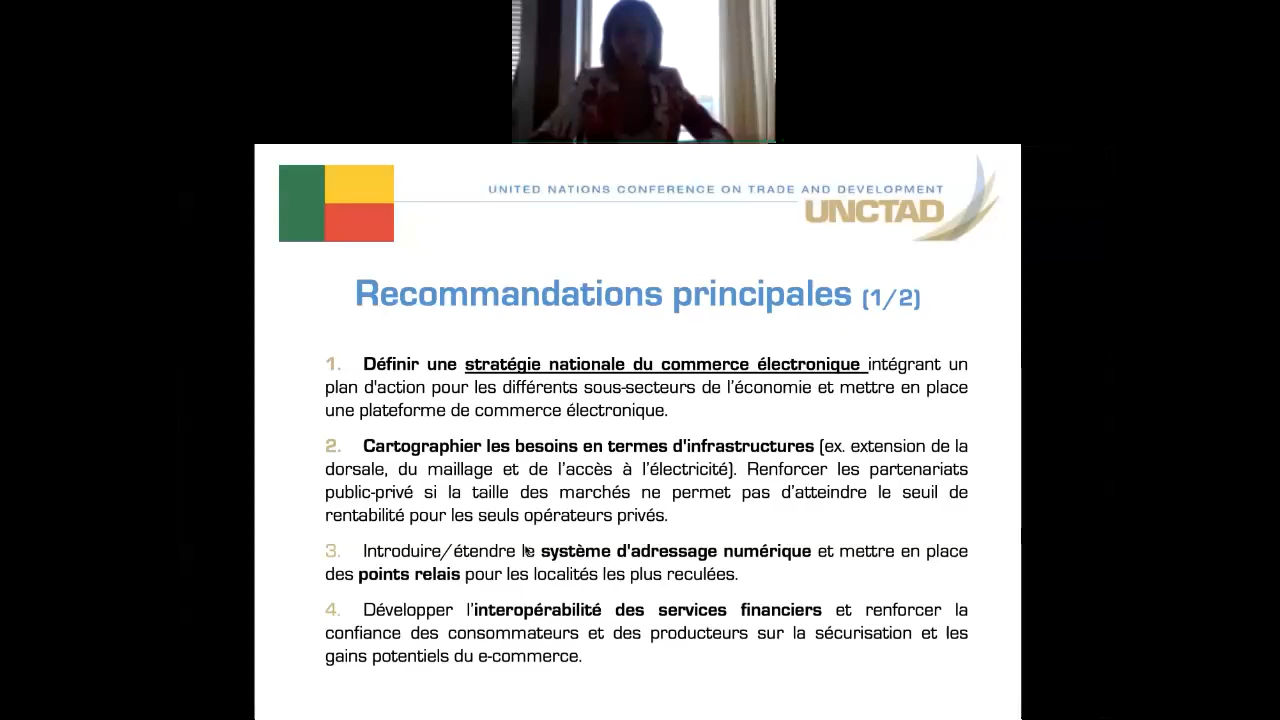 UNITED NATIONS CONFERENCE ON TRADE AND DEVELOPMENT
UNCTAD
Recommandations principales (1/2)
1. Définir une stratégie nationale du commerce électronique intégrant un
plan d'action pour les différents sous-secteurs de l'économie et mettre en place
une plateforme de commerce électronique.
2. Cartographier les besoins en termes d'infrastructures (ex. extension de la
dorsale, du maillage et de l'accès à l'électricité). Renforcer les partenariats
public-privé si la taille des marchés ne permet pas d'atteindre le seuil de
rentabilité pour les seuls opérateurs privés.
3. Introduire/étendre le système d'adressage numérique et mettre en place
des points relais pour les localités les plus reculées.
4. Développer l'interopérabilité des services financiers et renforcer la
confiance des consommateurs et des producteurs sur la sécurisation et les
gains potentiels du e-commerce.